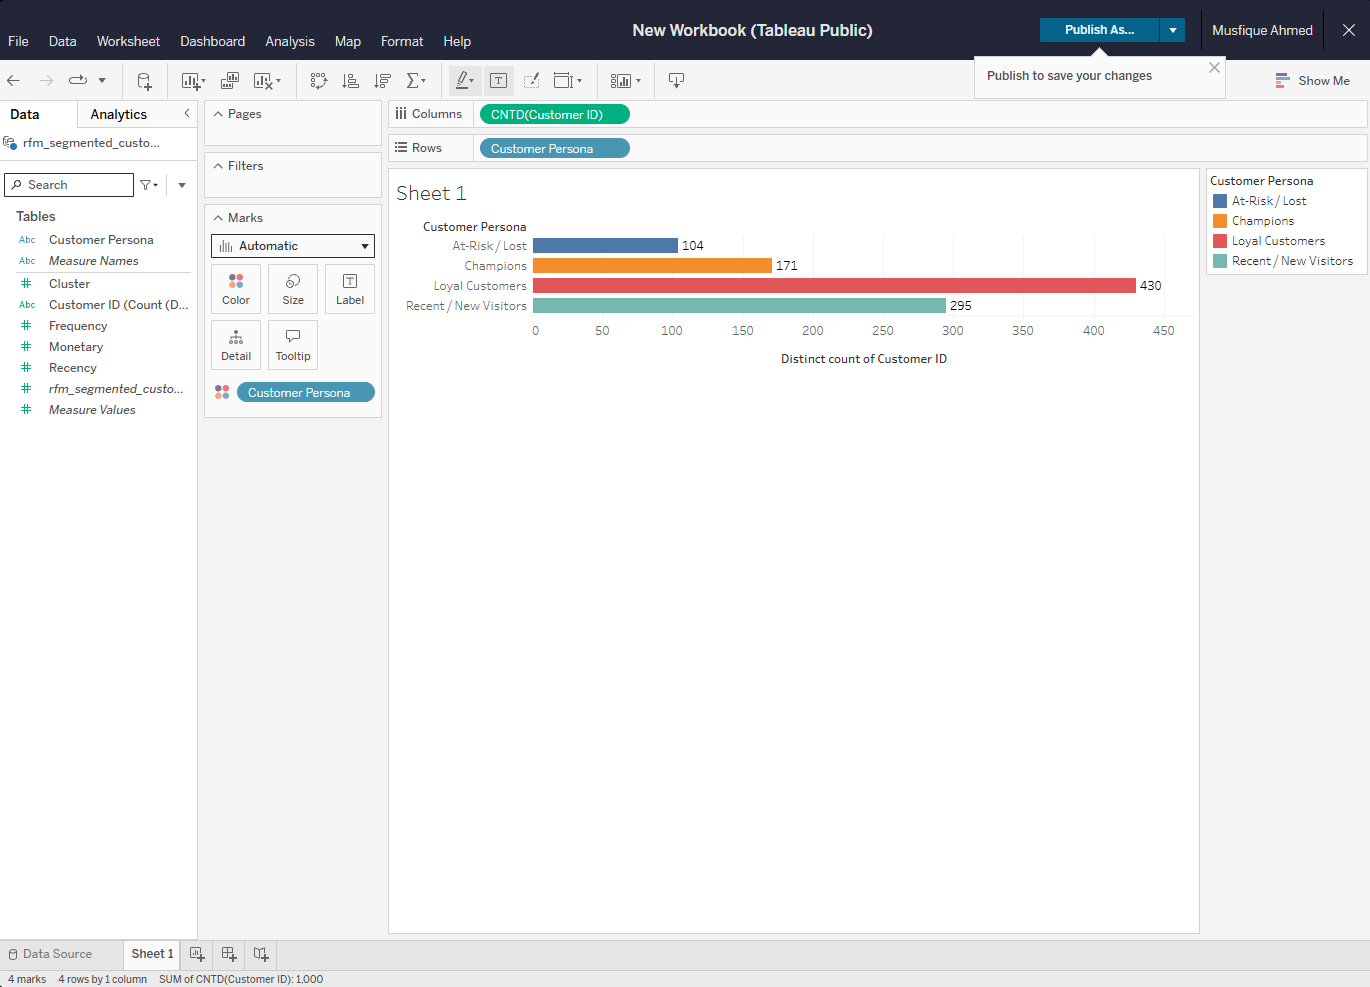 New Workbook (Tableau Public)
Publish As...
Musfique Ahmed
File Data Worksheet Dashboard Analysis Map Format Help
Publish to save your changes
Show Me
Data Analytics
rfm_segmented_custo...
Search
Tables
Abc Customer Persona
Abc Measure Names
Cluster
Abc Customer ID (Count (D...
Frequency
Monetary
Recency
rfm_segmented_custo...
Measure Values
Pages
Filters
Marks
Automatic
Color Size Label
Detail Tooltip
Customer Persona
Columns CNTD(Customer ID)
Rows Customer Persona
Sheet 1
Customer Persona
At-Risk / Lost 104
Champions 171
Loyal Customers 430
Recent / New Visitors 295
0 50 100 150 200 250 300 350 400 450
Distinct count of Customer ID
Customer Persona
At-Risk / Lost
Champions
Loyal Customers
Recent / New Visitors
Data Source Sheet 1
4 marks 4 rows by 1 column SUM of CNTD(Customer ID): 1,000